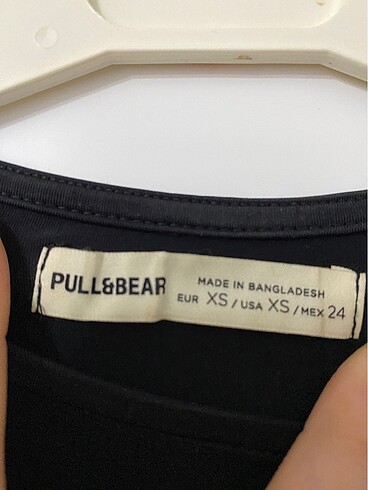 PULL&BEAR
MADE IN BANGLADESH
EUR XS / USA XS / MEX 24